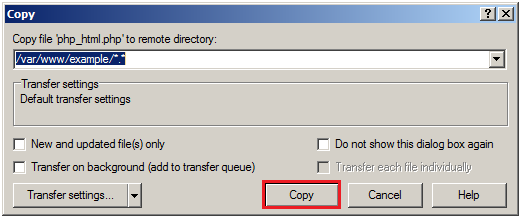 Copy
Copy file 'php_html.php' to remote directory:
/var/www/example/*.*
Transfer settings
Default transfer settings
New and updated file(s) only
Do not show this dialog box again
Transfer on background (add to transfer queue)
Transfer each file individually
Transfer settings...
Copy
Cancel
Help